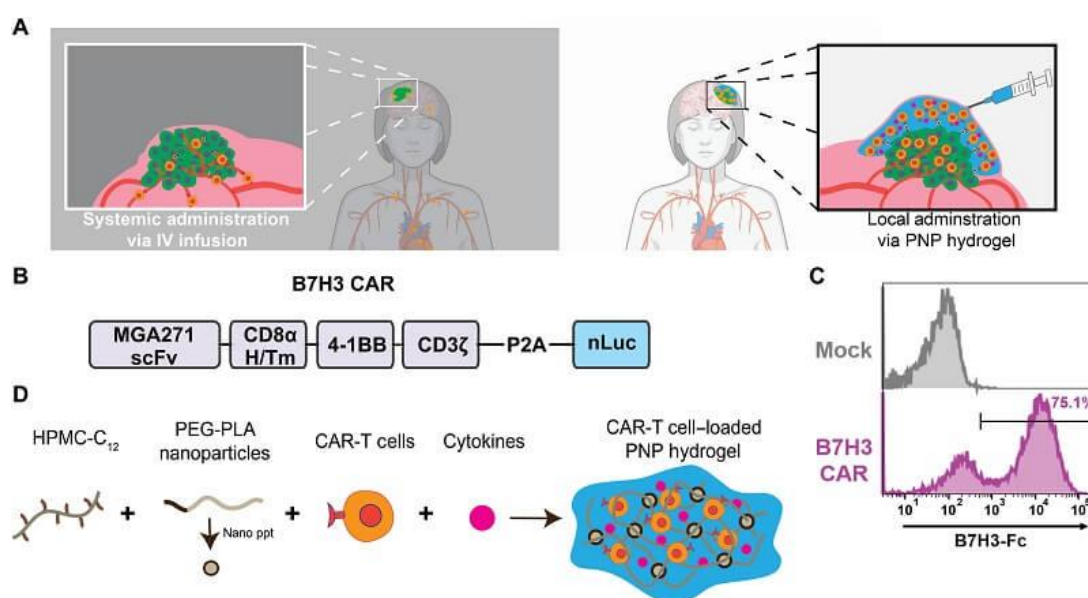 A
Systemic administration
via IV infusion
Local adminstration
via PNP hydrogel
B
B7H3 CAR
MGA271
scFv
CD8α
H/Tm
4-1BB
CD3ζ
P2A
nLuc
C
Mock
75.1%
B7H3
CAR
10¹ 10² 10³ 10⁴ 10⁵
B7H3-Fc
D
HPMC-C₁₂
+
PEG-PLA
nanoparticles
Nano ppt
+
CAR-T cells
+
Cytokines
CAR-T cell–loaded
PNP hydrogel